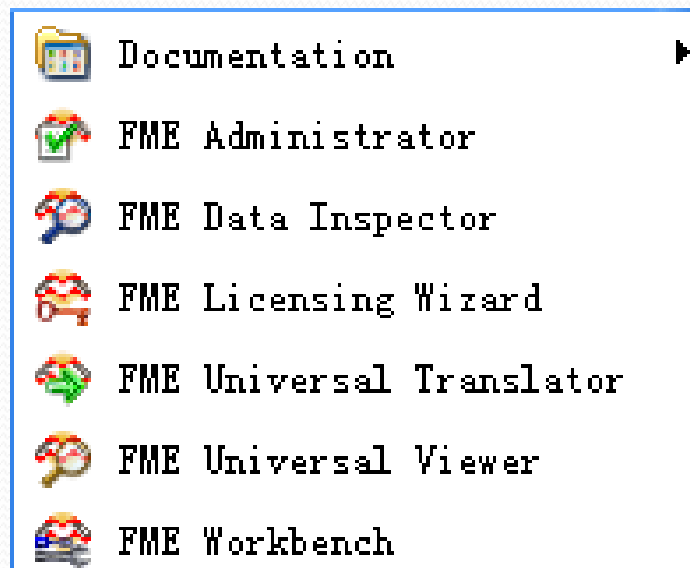 Documentation
FME Administrator
FME Data Inspector
FME Licensing Wizard
FME Universal Translator
FME Universal Viewer
FME Workbench